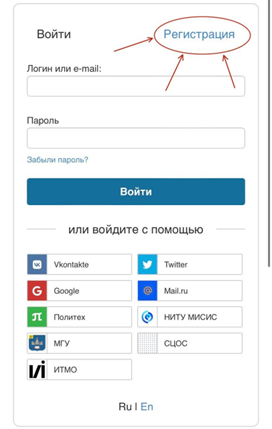 Войти Регистрация
Логин или e-mail:
Пароль
Забыли пароль?
Войти
или войдите с помощью
Vkontakte Twitter
Google Mail.ru
Политех НИТУ МИСИС
МГУ СЦОС
ИТМО
Ru | En